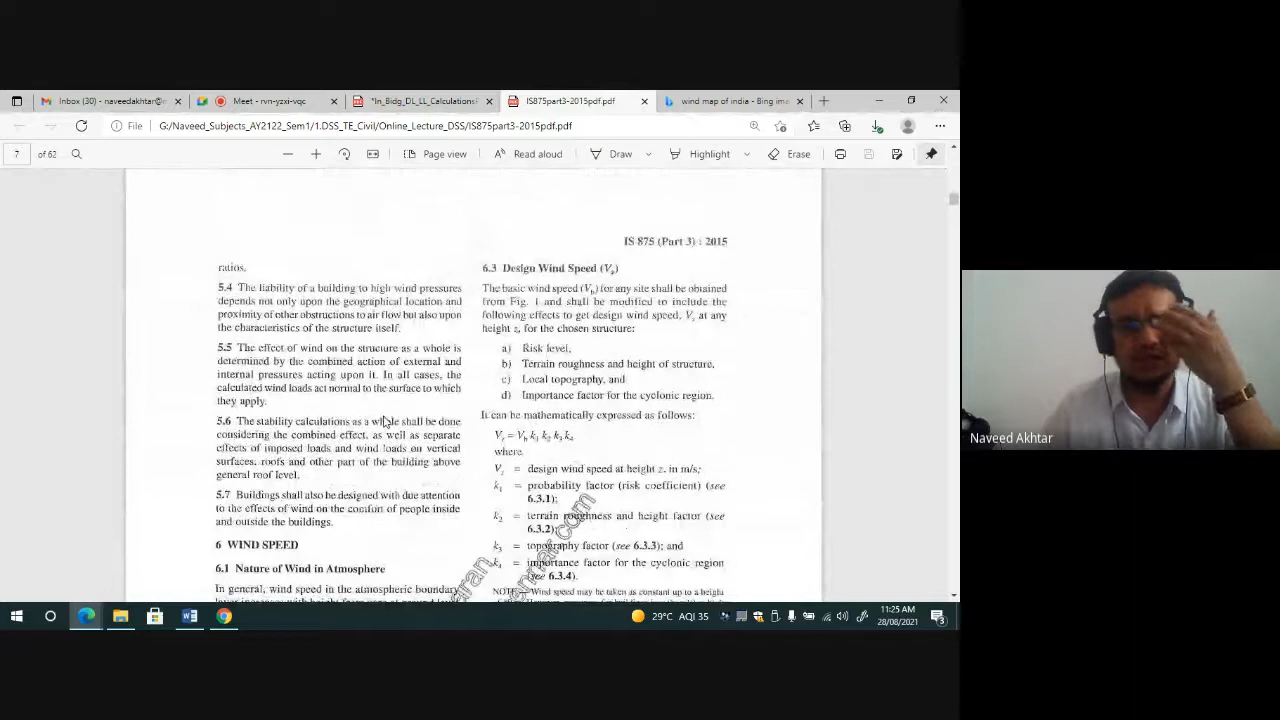 Inbox (30) - naveedakhtar@
Meet - rvn-yzxi-vqc
*In_Bidg_DL_LL_Calculations
IS875part3-2015pdf.pdf
wind map of india - Bing ima
File
G:/Naveed_Subjects_AY2122_Sem1/1.DSS_TE_Civil/Online_Lecture_DSS/IS875part3-2015pdf.pdf
7 of 62
Page view
Read aloud
Draw
Highlight
Erase
IS 875 (Part 3) : 2015
ratios.
5.4 The liability of a building to high wind pressures
depends not only upon the geographical location and
proximity of other obstructions to air flow but also upon
the characteristics of the structure itself.
5.5 The effect of wind on the structure as a whole is
determined by the combined action of external and
internal pressures acting upon it. In all cases, the
calculated wind loads act normal to the surface to which
they apply.
5.6 The stability calculations as a whole shall be done
considering the combined effect, as well as separate
effects of imposed loads and wind loads on vertical
surfaces, roofs and other part of the building above
general roof level.
5.7 Buildings shall also be designed with due attention
to the effects of wind on the comfort of people inside
and outside the buildings.
6 WIND SPEED
6.1 Nature of Wind in Atmosphere
In general, wind speed in the atmospheric boundary
6.3 Design Wind Speed (Vz)
The basic wind speed (Vb) for any site shall be obtained
from Fig. 1 and shall be modified to include the
following effects to get design wind speed, Vz at any
height z, for the chosen structure:
a) Risk level,
b) Terrain roughness and height of structure,
c) Local topography, and
d) Importance factor for the cyclonic region.
It can be mathematically expressed as follows:
Vz = Vb k1 k2 k3 k4
where
Vz = design wind speed at height z, in m/s;
k1 = probability factor (risk coefficient) (see
6.3.1);
k2 = terrain roughness and height factor (see
6.3.2);
k3 = topography factor (see 6.3.3); and
k4 = importance factor for the cyclonic region
(see 6.3.4).
NOTE — Wind speed may be taken as constant up to a height
Naveed Akhtar
29°C AQI 35
11:25 AM
28/08/2021
3